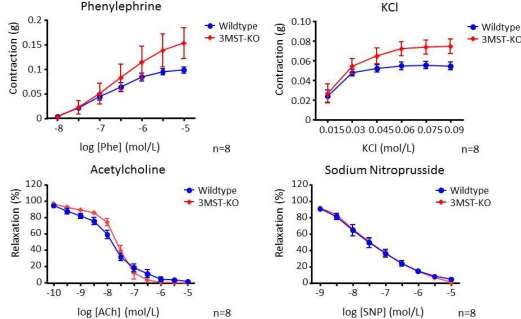 Phenylephrine
Contraction (g)
0.2
0.15
0.1
0.05
0
Wildtype
3MST-KO
-8 -7 -6 -5
log [Phe] (mol/L)
n=8
KCl
Contraction (g)
0.10
0.08
0.06
0.04
0.02
0
Wildtype
3MST-KO
0.015 0.03 0.045 0.06 0.075 0.09
KCl (mol/L)
n=8
Acetylcholine
Relaxation (%)
120
100
80
60
40
20
0
Wildtype
3MST-KO
-10 -9 -8 -7 -6 -5
log [ACh] (mol/L)
n=8
Sodium Nitroprusside
Relaxation (%)
120
100
80
60
40
20
0
Wildtype
3MST-KO
-9 -8 -7 -6 -5
log [SNP] (mol/L)
n=8